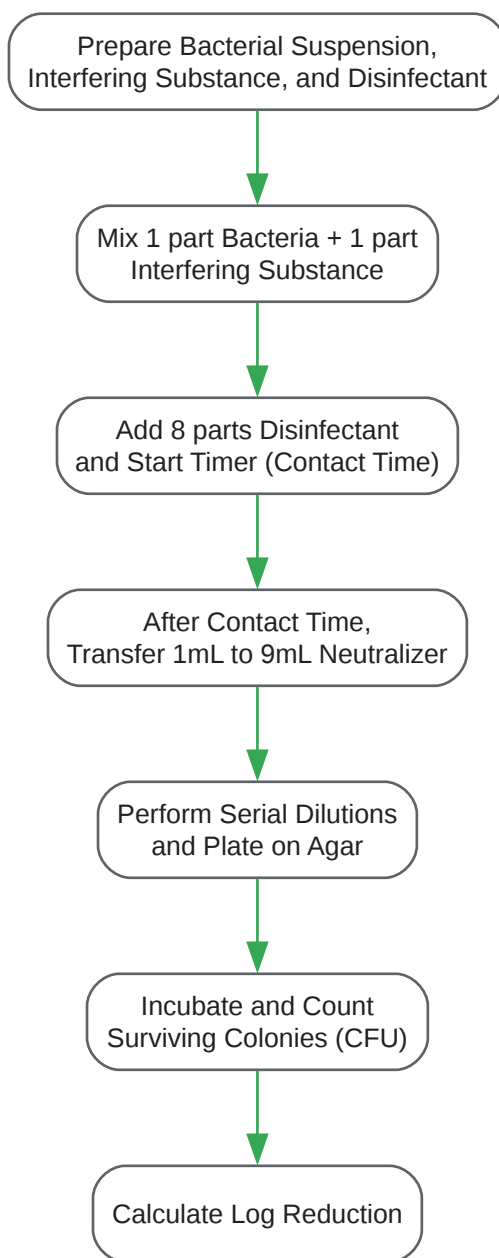 Prepare Bacterial Suspension,
Interfering Substance, and Disinfectant
Mix 1 part Bacteria + 1 part
Interfering Substance
Add 8 parts Disinfectant
and Start Timer (Contact Time)
After Contact Time,
Transfer 1mL to 9mL Neutralizer
Perform Serial Dilutions
and Plate on Agar
Incubate and Count
Surviving Colonies (CFU)
Calculate Log Reduction